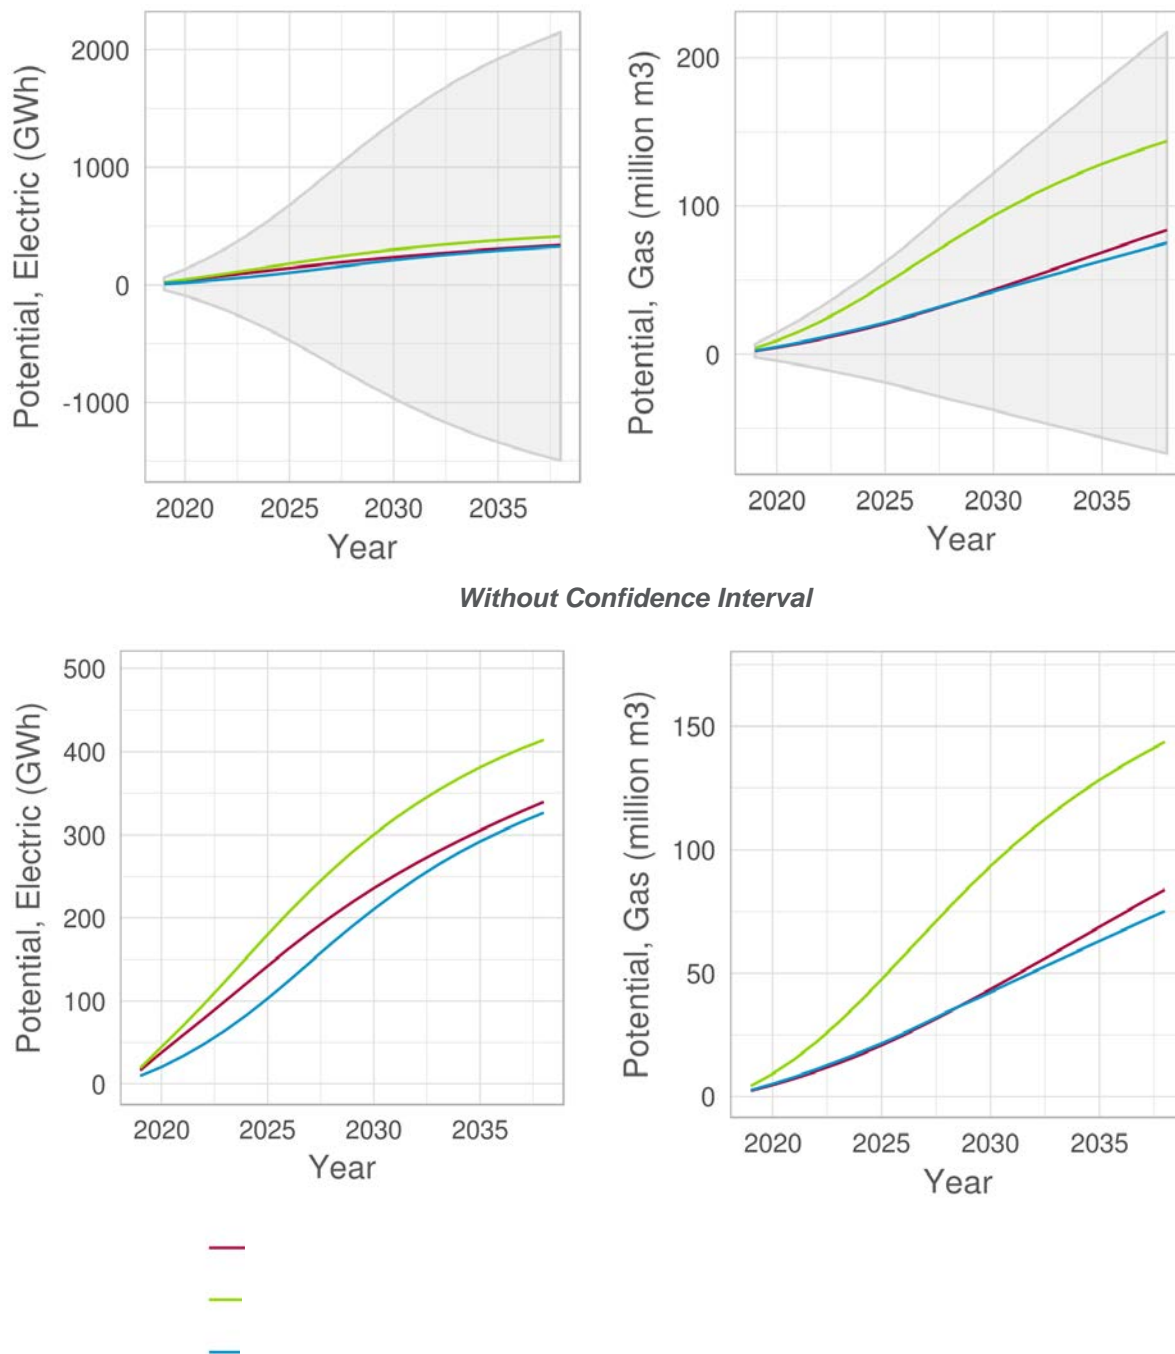 Potential, Electric (GWh)
2000
1000
0
-1000
2020 2025 2030 2035
Year
Potential, Gas (million m3)
200
100
0
2020 2025 2030 2035
Year
Without Confidence Interval
Potential, Electric (GWh)
500
400
300
200
100
0
2020 2025 2030 2035
Year
Potential, Gas (million m3)
150
100
50
0
2020 2025 2030 2035
Year